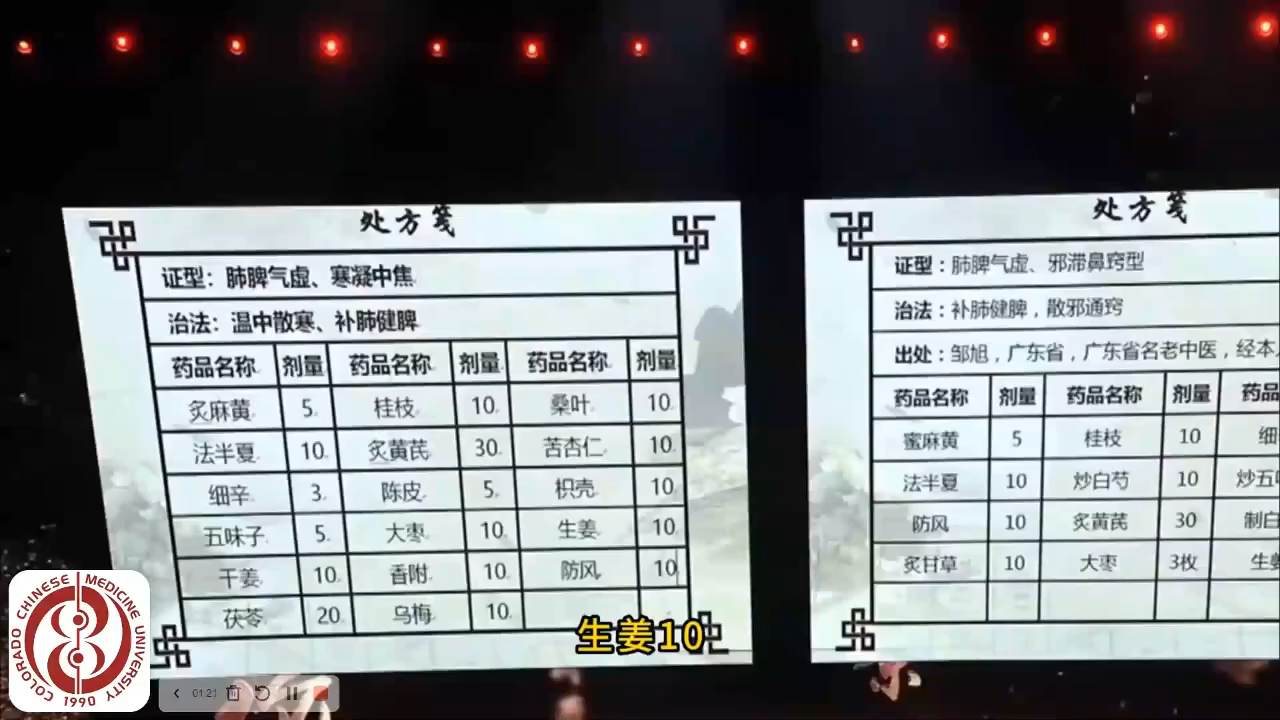 处方笺
证型：肺脾气虚、寒凝中焦
治法：温中散寒、补肺健脾
药品名称 剂量 药品名称 剂量 药品名称 剂量
炙麻黄 5 桂枝 10 桑叶 10
法半夏 10 炙黄芪 30 苦杏仁 10
细辛 3 陈皮 5 枳壳 10
五味子 5 大枣 10 生姜 10
干姜 10 香附 10 防风 10
茯苓 20 乌梅 10
处方笺
证型：肺脾气虚、邪滞鼻窍型
治法：补肺健脾，散邪通窍
出处：邹旭，广东省，广东省名老中医，经本
药品名称 剂量 药品名称 剂量 药品
蜜麻黄 5 桂枝 10 细
法半夏 10 炒白芍 10 炒五
防风 10 炙黄芪 30 制白
炙甘草 10 大枣 3枚 生
生姜10
COLORADO CHINESE MEDICINE UNIVERSITY
1990
01:21